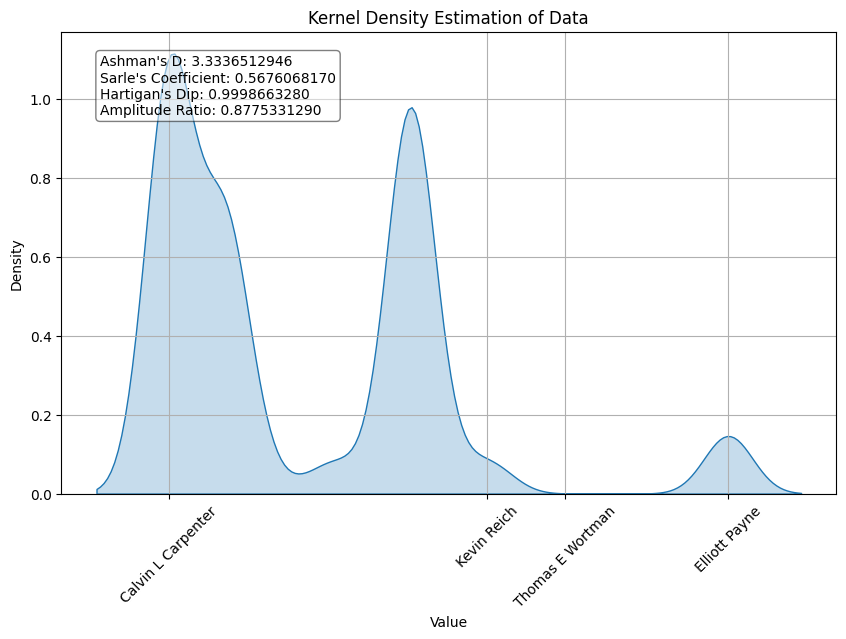 Kernel Density Estimation of Data
Ashman's D: 3.3336512946
Sarle's Coefficient: 0.5676068170
Hartigan's Dip: 0.9998663280
Amplitude Ratio: 0.8775331290
Density
1.0
0.8
0.6
0.4
0.2
0.0
Calvin L Carpenter
Kevin Reich
Thomas E Wortman
Elliott Payne
Value